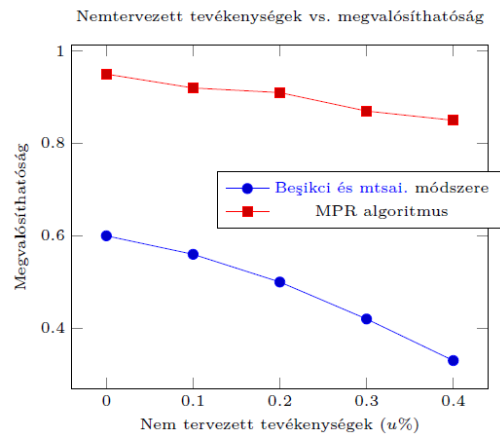 Nemtervezett tevékenységek vs. megvalósíthatóság
1
0.8
0.6
0.4
Megvalósíthatóság
Beşikci és mtsai. módszere
MPR algoritmus
0 0.1 0.2 0.3 0.4
Nem tervezett tevékenységek (u%)